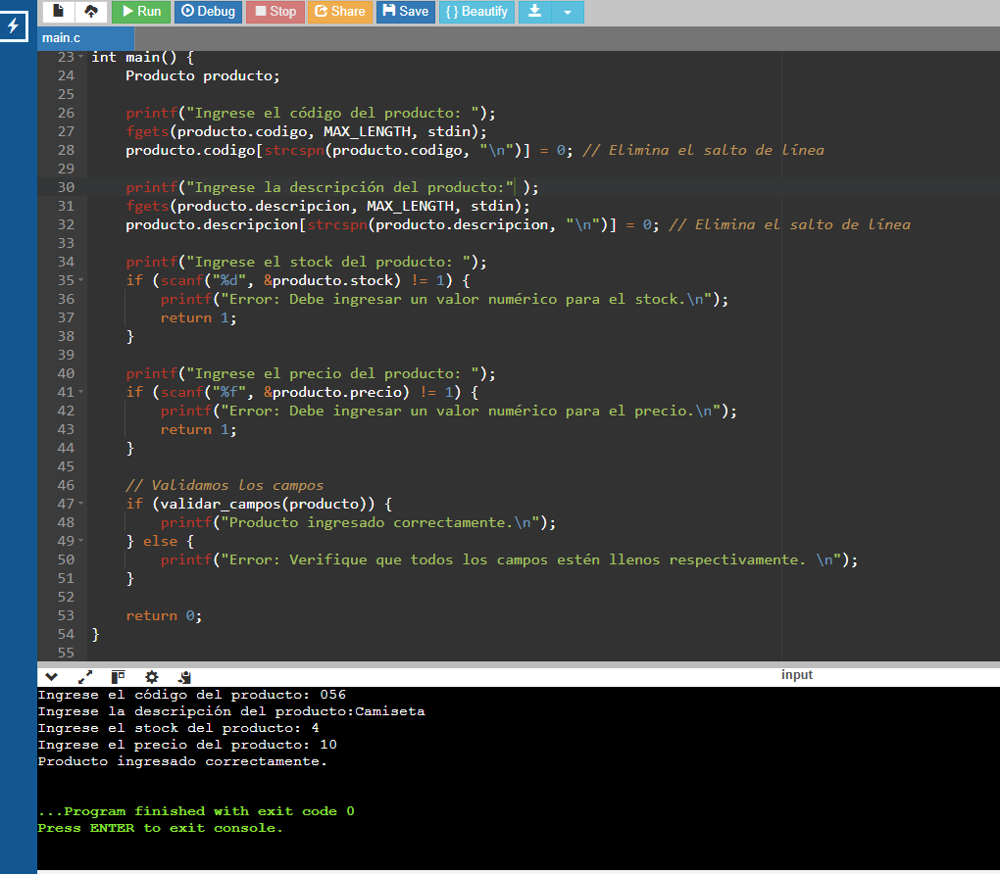 Run Debug Stop Share Save { } Beautify
main.c
23 int main() {
24 Producto producto;
25
26 printf("Ingrese el código del producto: ");
27 fgets(producto.codigo, MAX_LENGTH, stdin);
28 producto.codigo[strcspn(producto.codigo, "\n")] = 0; // Elimina el salto de línea
29
30 printf("Ingrese la descripción del producto:" );
31 fgets(producto.descripcion, MAX_LENGTH, stdin);
32 producto.descripcion[strcspn(producto.descripcion, "\n")] = 0; // Elimina el salto de línea
33
34 printf("Ingrese el stock del producto: ");
35 if (scanf("%d", &producto.stock) != 1) {
36 printf("Error: Debe ingresar un valor numérico para el stock.\n");
37 return 1;
38 }
39
40 printf("Ingrese el precio del producto: ");
41 if (scanf("%f", &producto.precio) != 1) {
42 printf("Error: Debe ingresar un valor numérico para el precio.\n");
43 return 1;
44 }
45
46 // Validamos los campos
47 if (validar_campos(producto)) {
48 printf("Producto ingresado correctamente.\n");
49 } else {
50 printf("Error: Verifique que todos los campos estén llenos respectivamente. \n");
51 }
52
53 return 0;
54 }
55
input
Ingrese el código del producto: 056
Ingrese la descripción del producto:Camiseta
Ingrese el stock del producto: 4
Ingrese el precio del producto: 10
Producto ingresado correctamente.
...Program finished with exit code 0
Press ENTER to exit console.